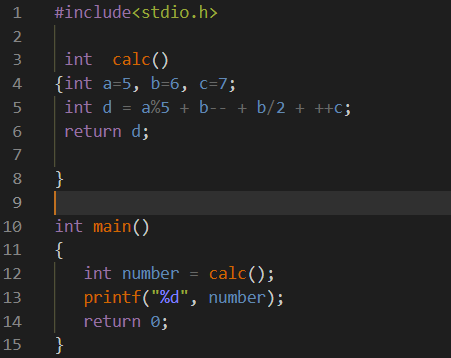 1 #include<stdio.h>
2
3 int  calc()
4 {int a=5, b=6, c=7;
5 int d = a%5 + b-- + b/2 + ++c;
6 return d;
7
8 }
9
10 int main()
11 {
12 int number = calc();
13 printf("%d", number);
14 return 0;
15 }